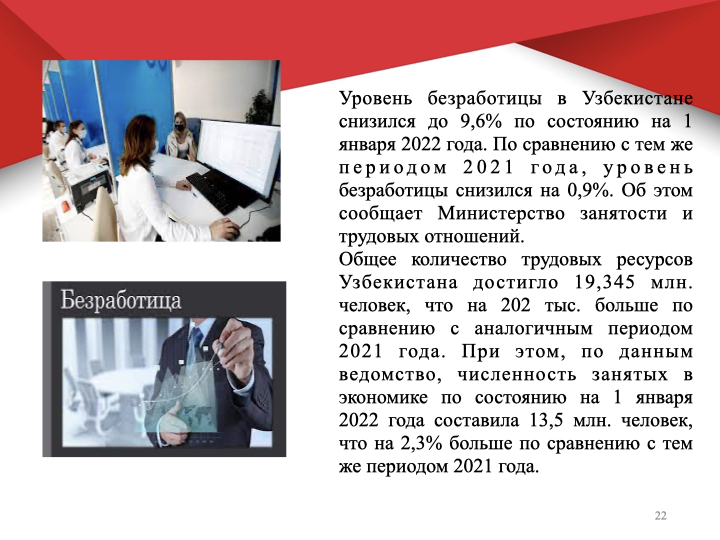 Уровень безработицы в Узбекистане
снизился до 9,6% по состоянию на 1
января 2022 года. По сравнению с тем же
периодом 2021 года, уровень
безработицы снизился на 0,9%. Об этом
сообщает Министерство занятости и
трудовых отношений.
Общее количество трудовых ресурсов
Узбекистана достигло 19,345 млн.
человек, что на 202 тыс. больше по
сравнению с аналогичным периодом
2021 года. При этом, по данным
ведомство, численность занятых в
экономике по состоянию на 1 января
2022 года составила 13,5 млн. человек,
что на 2,3% больше по сравнению с тем
же периодом 2021 года.
Безработица
22